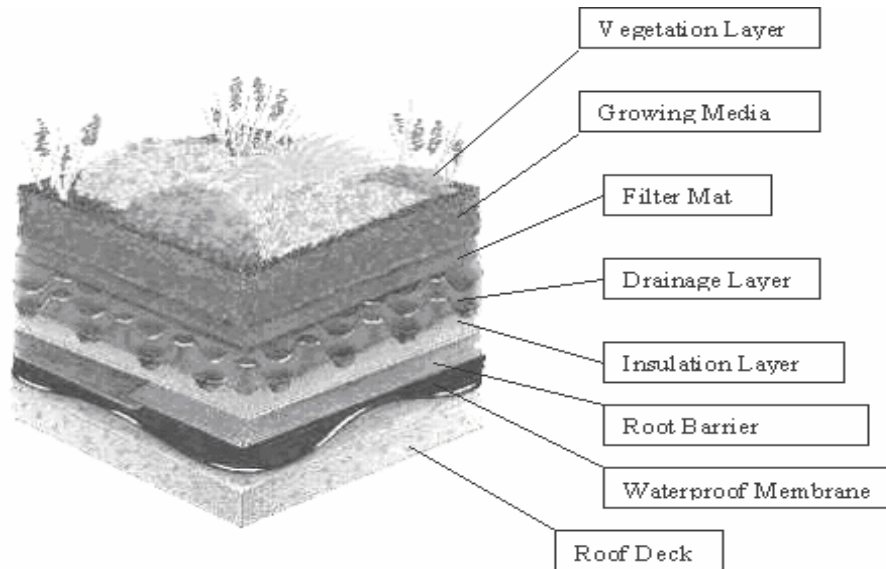 Vegetation Layer
Growing Media
Filter Mat
Drainage Layer
Insulation Layer
Root Barrier
Waterproof Membrane
Roof Deck